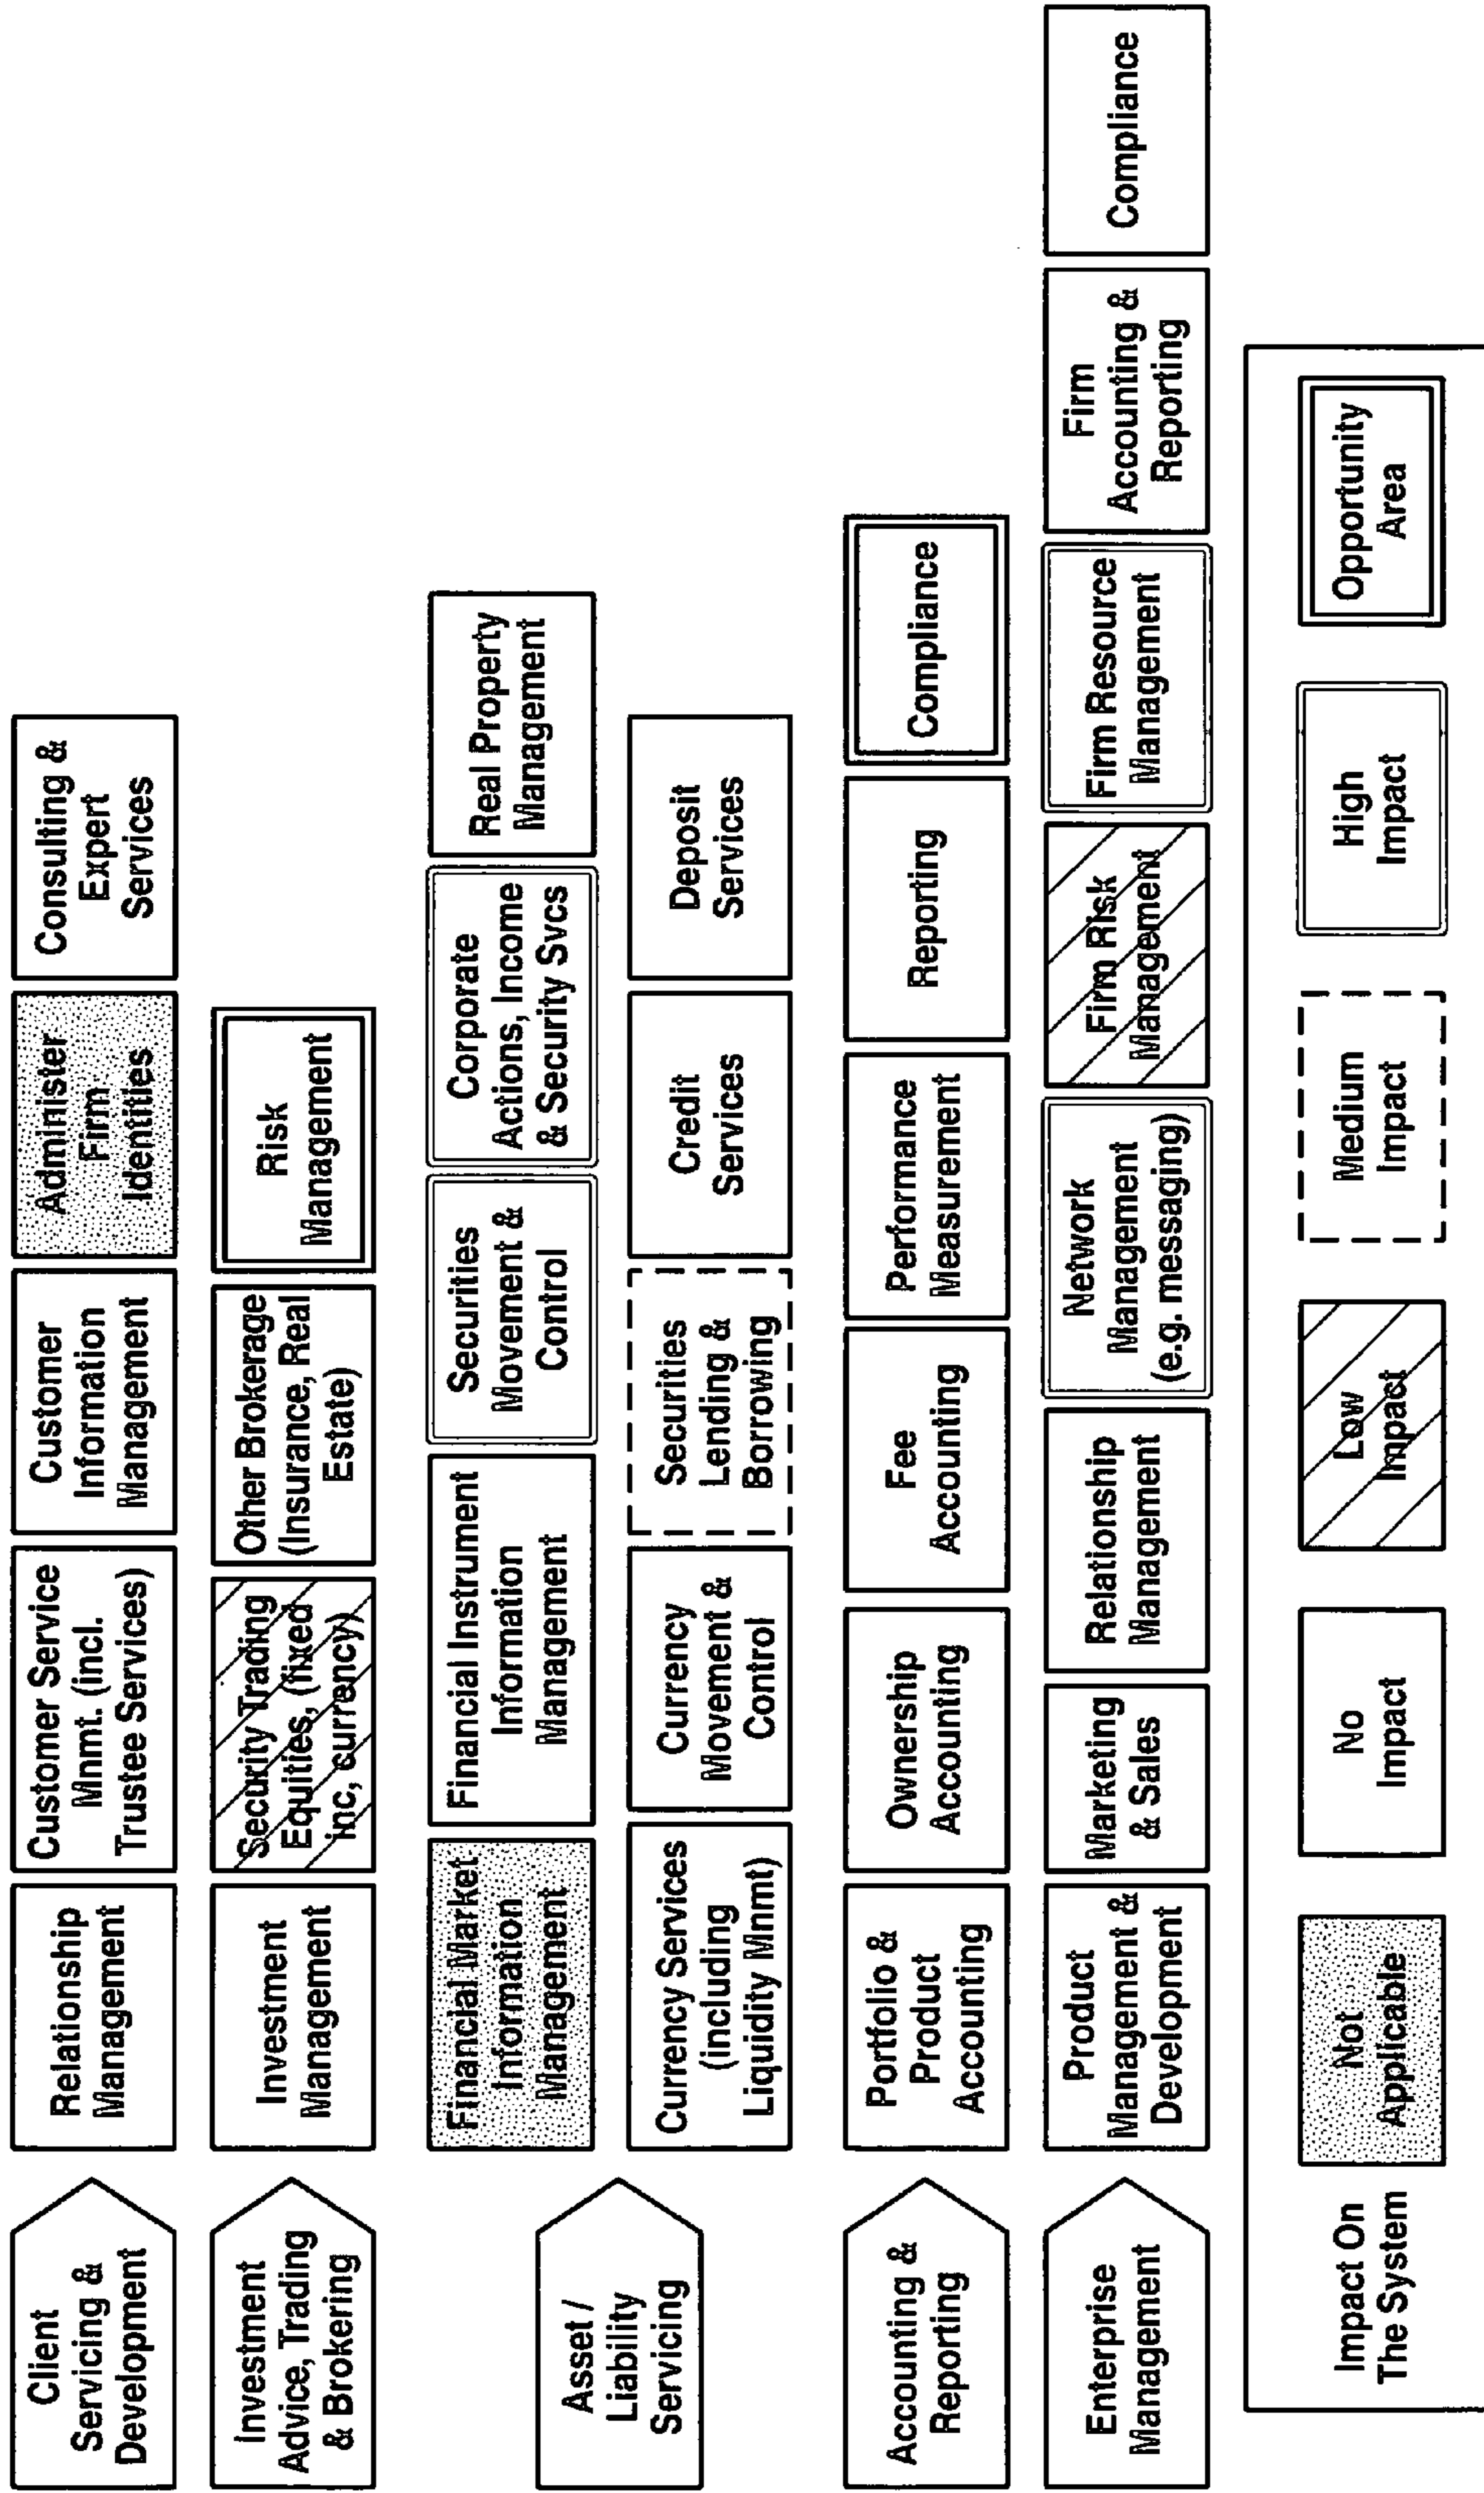 Client
Servicing &
Development
Relationship
Management
Customer Service
Mnmt. (incl.
Trustee Services)
Customer
Information
Management
Administer
Firm
Identities
Consulting &
Expert
Services
Investment
Advice, Trading
& Brokering
Investment
Management
Security Trading
Equities, (fixed
inc, currency)
Other Brokerage
(Insurance, Real
Estate)
Risk
Management
Asset /
Liability
Servicing
Financial Market
Information
Management
Financial Instrument
Information
Management
Securities
Movement &
Control
Corporate
Actions, Income
& Security Svcs
Real Property
Management
Currency Services
(including
Liquidity Mnmt)
Currency
Movement &
Control
Securities
Lending &
Borrowing
Credit
Services
Deposit
Services
Accounting &
Reporting
Portfolio &
Product
Accounting
Ownership
Accounting
Fee
Accounting
Performance
Measurement
Reporting
Compliance
Enterprise
Management
Product
Management &
Development
Marketing
& Sales
Relationship
Management
Network
Management
(e.g. messaging)
Firm Risk
Management
Firm Resource
Management
Firm
Accounting &
Reporting
Compliance
Impact On
The System
Not
Applicable
No
Impact
Low
Impact
Medium
Impact
High
Impact
Opportunity
Area